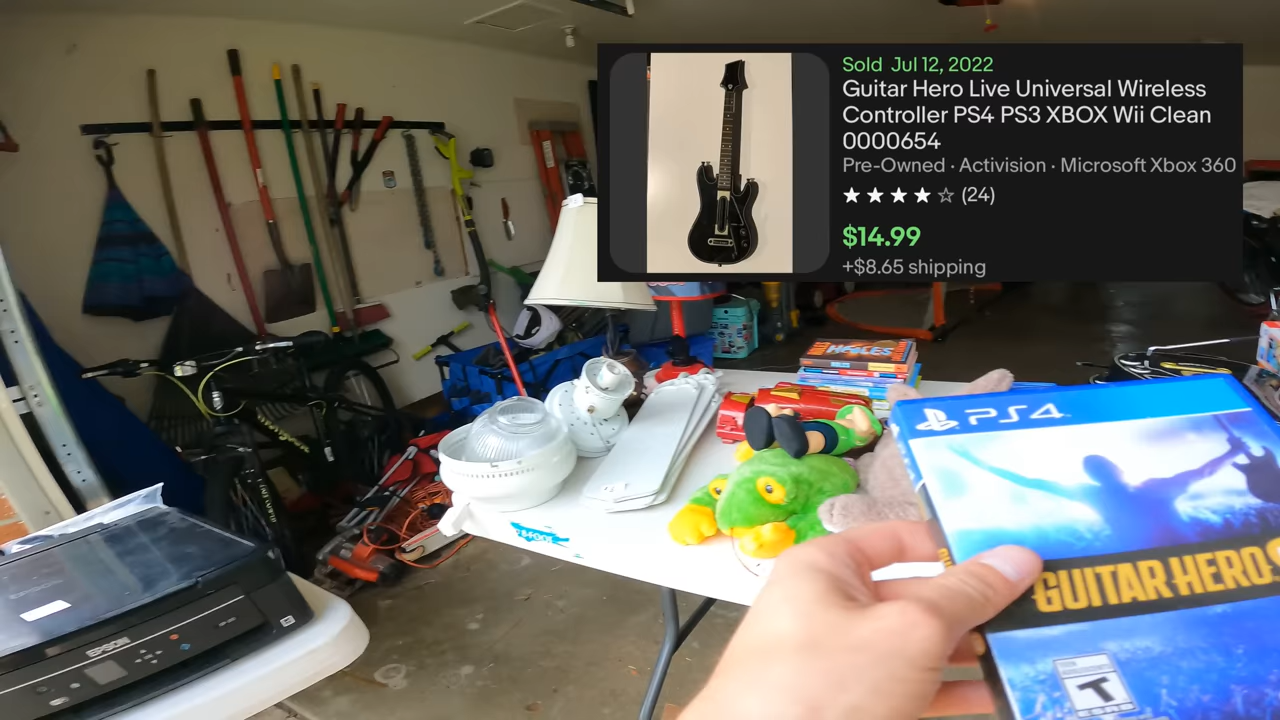 Sold Jul 12, 2022
Guitar Hero Live Universal Wireless
Controller PS4 PS3 XBOX Wii Clean
0000654
Pre-Owned · Activision · Microsoft Xbox 360
(24)
$14.99
+$8.65 shipping
HOLES
PS4
GUITAR HERO
T
EPSON